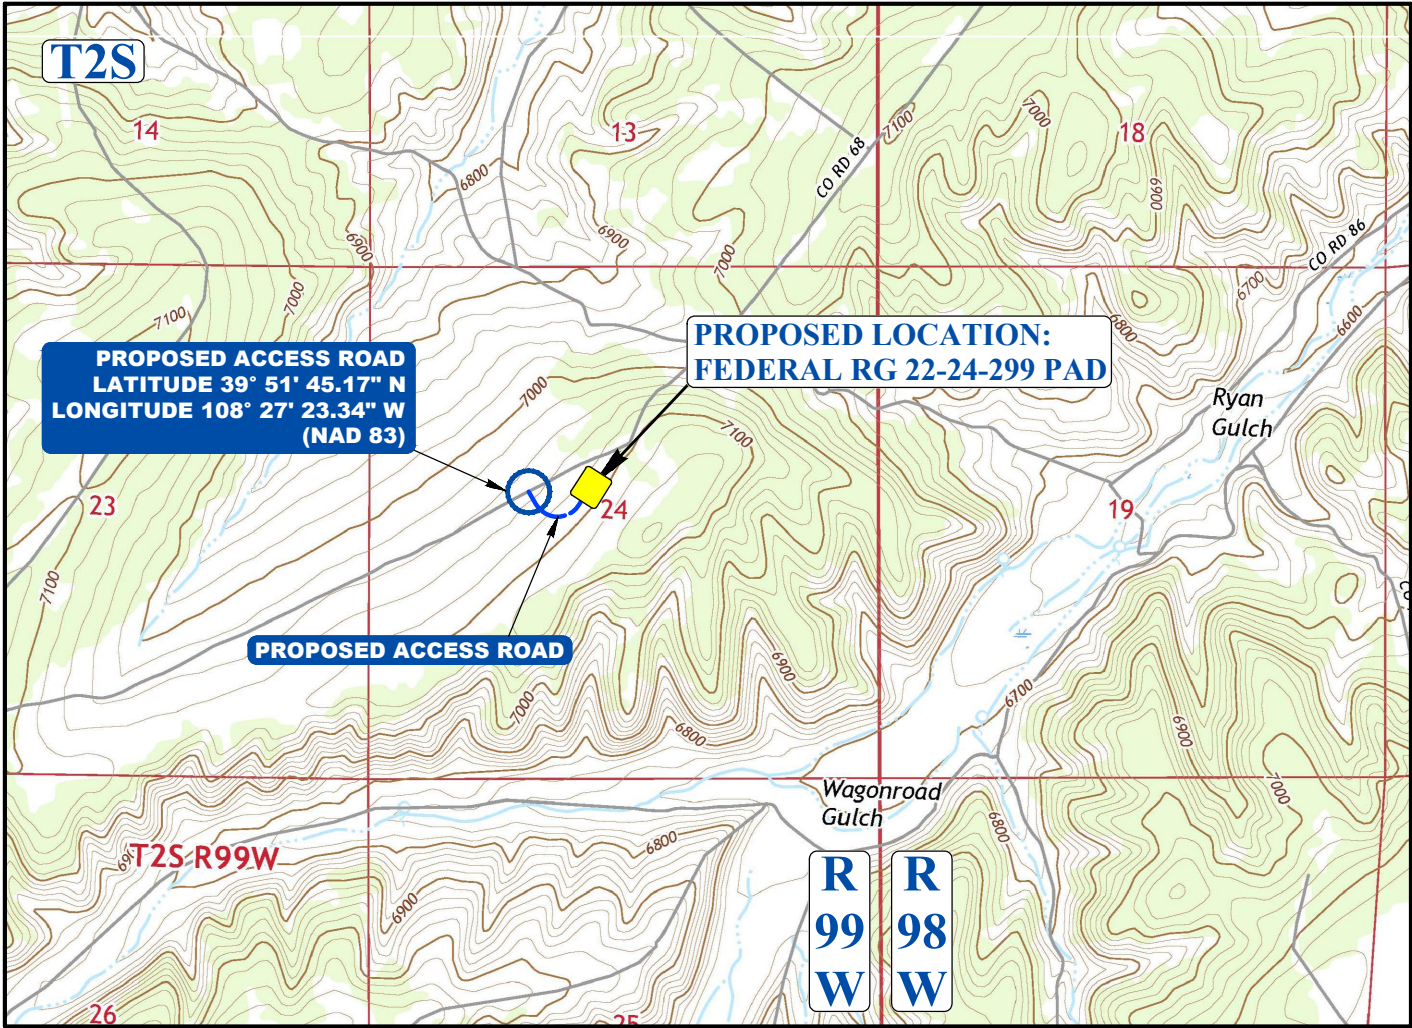 T2S
14
13
18
CO RD 68
7100
7000
6900
6800
6900
6900
7000
CO RD 86
6700
6600
6800
7000
7100
PROPOSED LOCATION:
FEDERAL RG 22-24-299 PAD
PROPOSED ACCESS ROAD
LATITUDE 39° 51' 45.17" N
LONGITUDE 108° 27' 23.34" W
(NAD 83)
7000
7100
Ryan
Gulch
23
24
19
7100
PROPOSED ACCESS ROAD
7000
6900
6800
6700
6900
7000
6800
Wagonroad
Gulch
T2S R99W
6800
6900
R
99
W
R
98
W
26
25